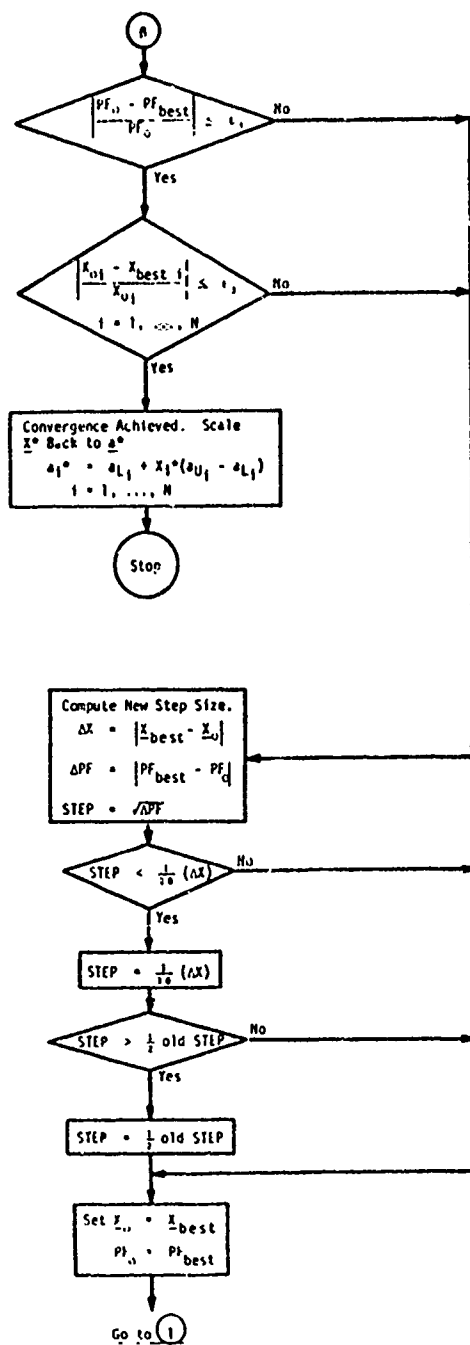 A
|PF₀ - PF_best / PF₀| ≤ ε₁
No
Yes
|X₀ᵢ - X_best i / X₀ᵢ| ≤
i = 1, ..., N
No
Yes
Convergence Achieved. Scale
X* Back to a*
aᵢ* = a_Lᵢ + Xᵢ*(a_Uᵢ - a_Lᵢ)
i = 1, ..., N
Stop
Compute New Step Size.
ΔX = |X_best - X₀|
ΔPF = |PF_best - PF₀|
STEP = √ΔPF
STEP < 1/10 (ΔX)
No
Yes
STEP = 1/10 (ΔX)
STEP > 1/2 old STEP
No
Yes
STEP = 1/2 old STEP
Set X₀ = X_best
PF₀ = PF_best
Go to 1